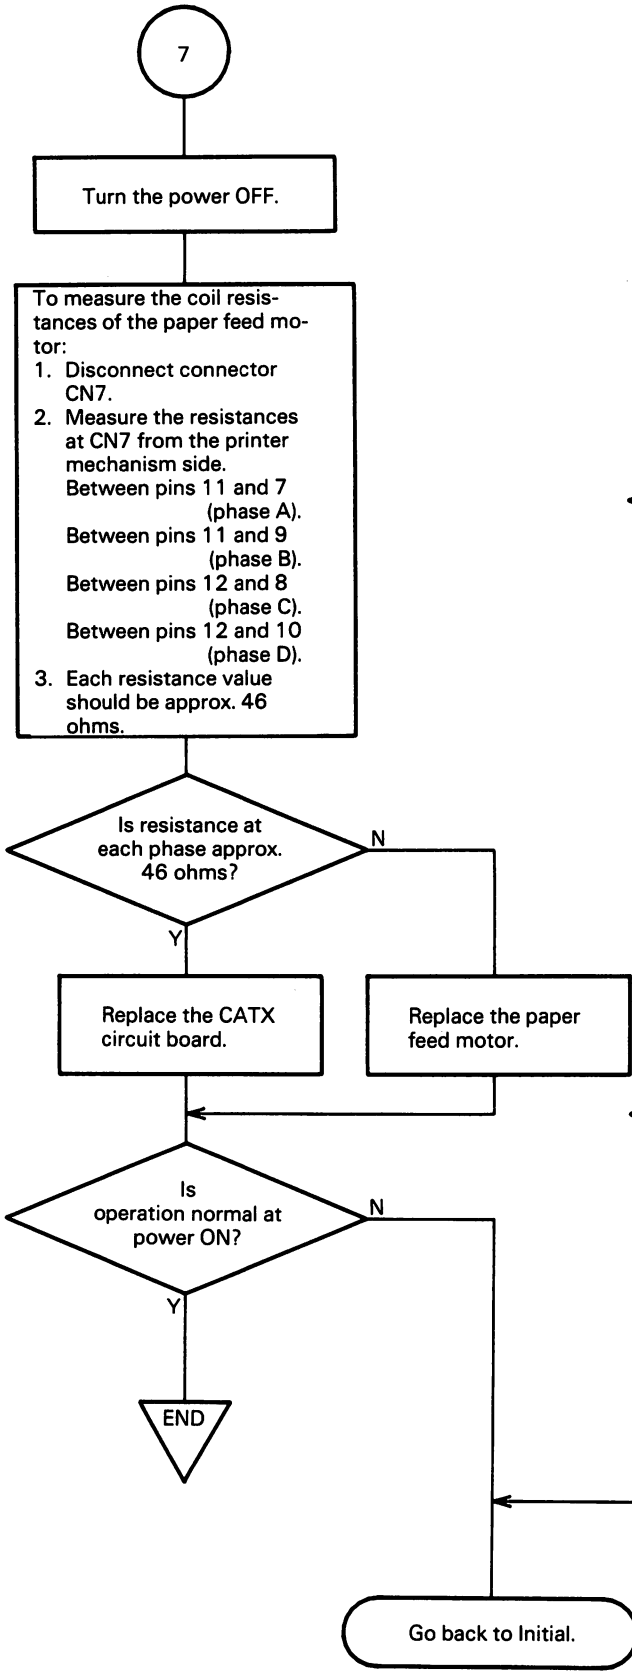 7
Turn the power OFF.
To measure the coil resis-
tances of the paper feed mo-
tor:
1. Disconnect connector
CN7.
2. Measure the resistances
at CN7 from the printer
mechanism side.
Between pins 11 and 7
(phase A).
Between pins 11 and 9
(phase B).
Between pins 12 and 8
(phase C).
Between pins 12 and 10
(phase D).
3. Each resistance value
should be approx. 46
ohms.
Is resistance at
each phase approx.
46 ohms?
N
Y
Replace the CATX
circuit board.
Replace the paper
feed motor.
Is
operation normal at
power ON?
N
Y
END
Go back to Initial.